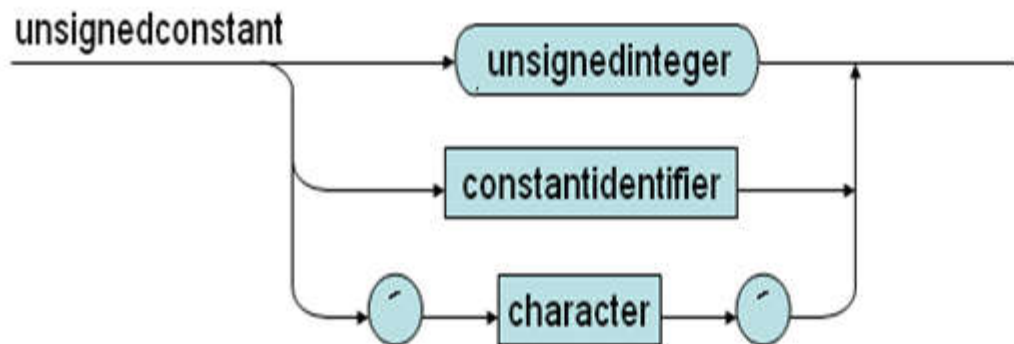 unsignedconstant
unsignedinteger
constantidentifier
´ character ´